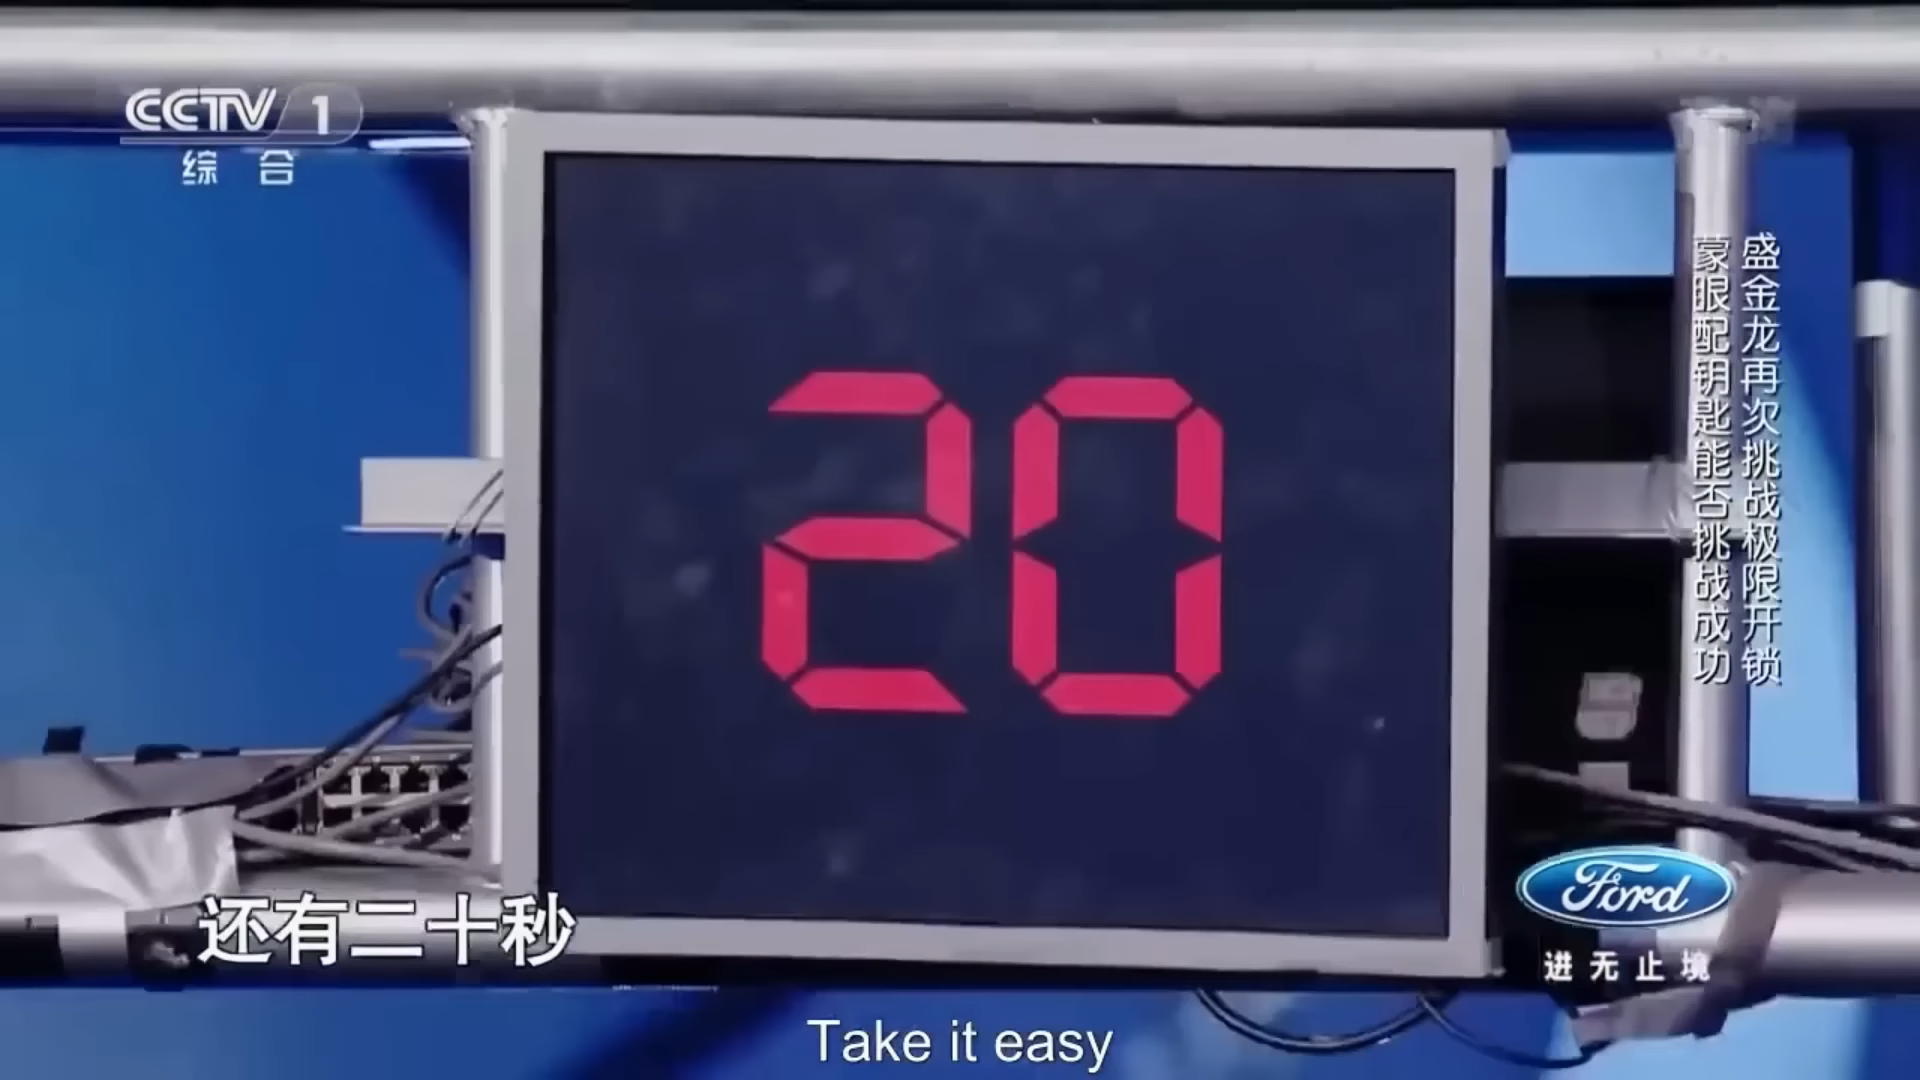 CCTV 1
综合
20
盛金龙再次挑战极限开锁
蒙眼配钥匙能否挑战成功
Ford
进无止境
还有二十秒
Take it easy